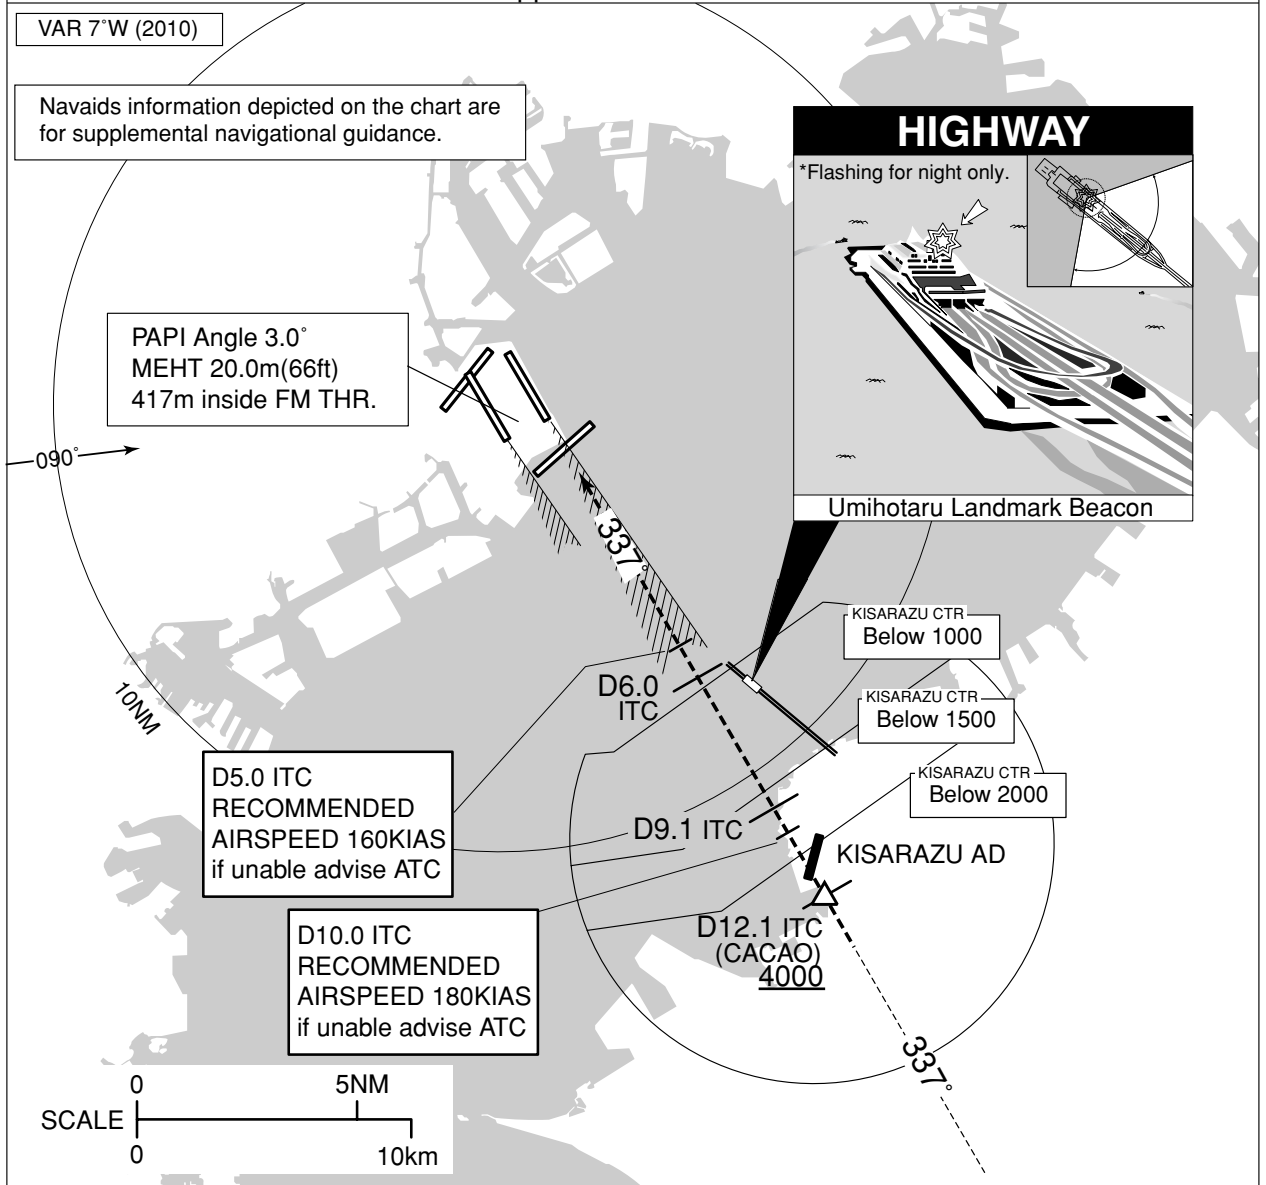 VAR 7˚W (2010)
Navaids information depicted on the chart are
for supplemental navigational guidance.
HIGHWAY
*Flashing for night only.
Umihotaru Landmark Beacon
PAPI Angle 3.0˚
MEHT 20.0m(66ft)
417m inside FM THR.
090˚
337˚
10NM
KISARAZU CTR
Below 1000
KISARAZU CTR
Below 1500
KISARAZU CTR
Below 2000
D6.0
ITC
D5.0 ITC
RECOMMENDED
AIRSPEED 160KIAS
if unable advise ATC
D9.1 ITC
KISARAZU AD
D10.0 ITC
RECOMMENDED
AIRSPEED 180KIAS
if unable advise ATC
D12.1 ITC
(CACAO)
4000
337˚
0 5NM
SCALE
0 10km